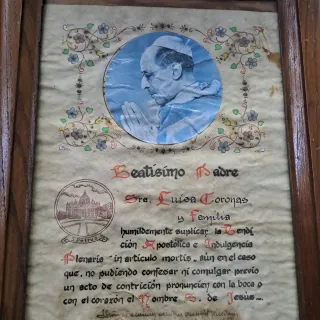 Beatísimo Padre
Sra. Luisa Coronas
y Familia
humildemente suplican la Bendi-
ción Apostólica e Indulgencia
Plenaria "in articulo mortis", aún en el caso
que, no pudiendo confesar ni comulgar previo
un acto de contrición pronuncien con la boca o
con el corazón el Nombre S. de Jesús...